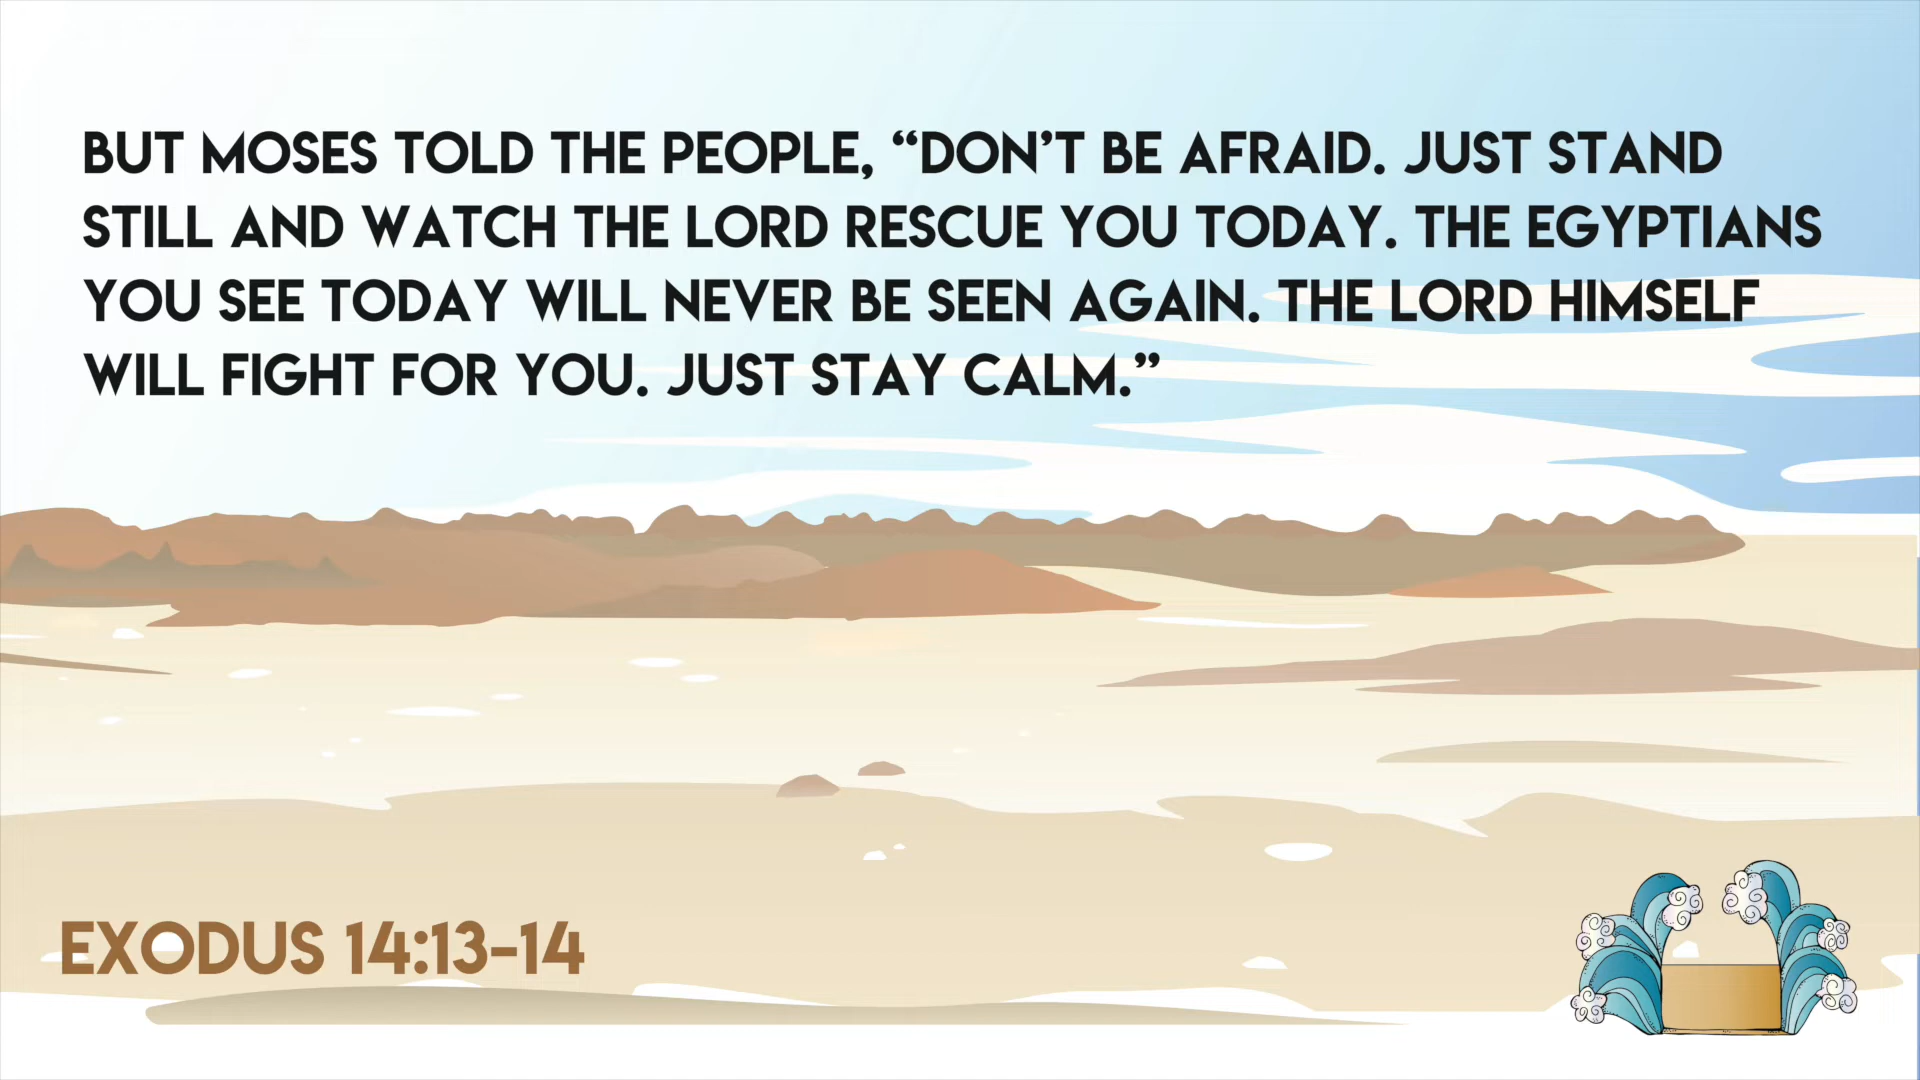 BUT MOSES TOLD THE PEOPLE, “DON’T BE AFRAID. JUST STAND
STILL AND WATCH THE LORD RESCUE YOU TODAY. THE EGYPTIANS
YOU SEE TODAY WILL NEVER BE SEEN AGAIN. THE LORD HIMSELF
WILL FIGHT FOR YOU. JUST STAY CALM.”
EXODUS 14:13-14